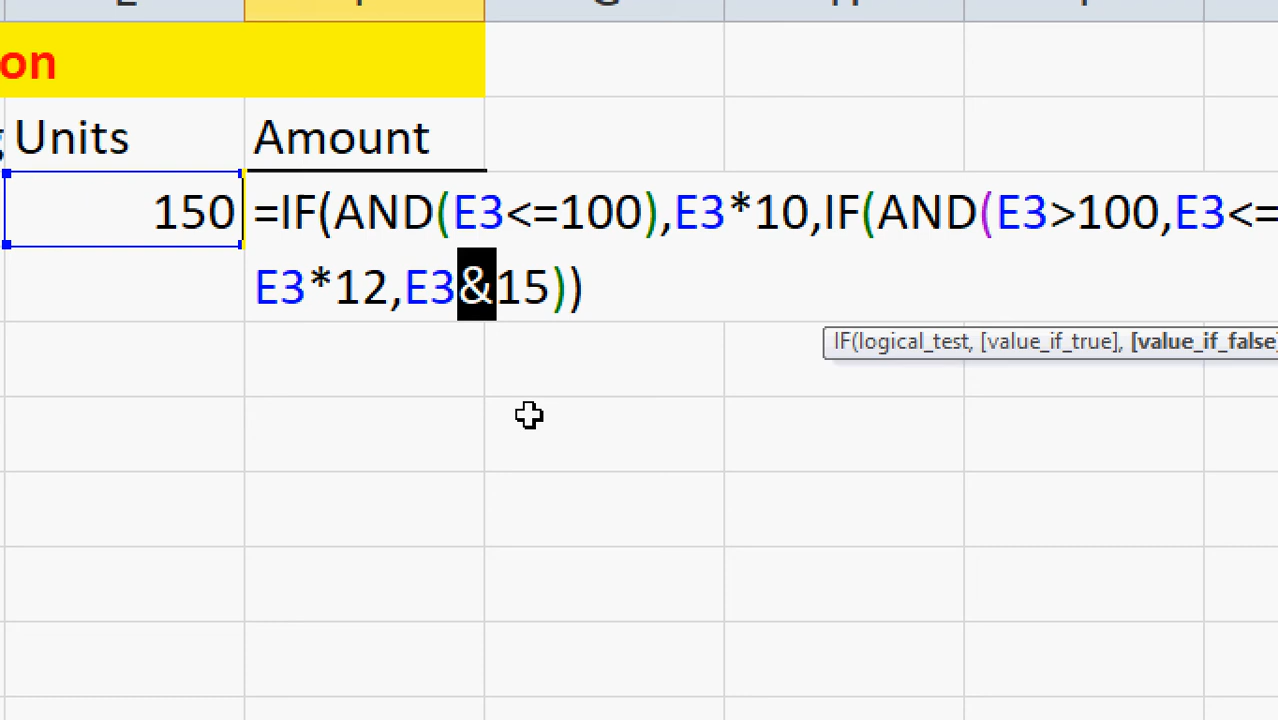 on
Units Amount
150 =IF(AND(E3<=100),E3*10,IF(AND(E3>100,E3<=
E3*12,E3&15))
IF(logical_test, [value_if_true], [value_if_false]